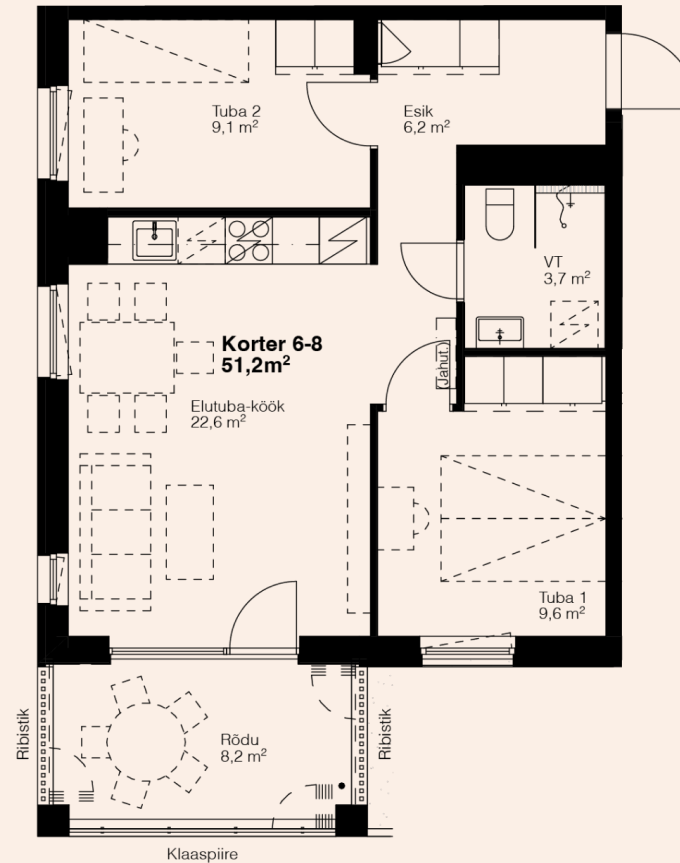 Tuba 2
9,1 m²
Esik
6,2 m²
VT
3,7 m²
Korter 6-8
51,2m²
Jahut.
Elutuba-köök
22,6 m²
Tuba 1
9,6 m²
Ribistik
Rõdu
8,2 m²
Ribistik
Klaaspiire